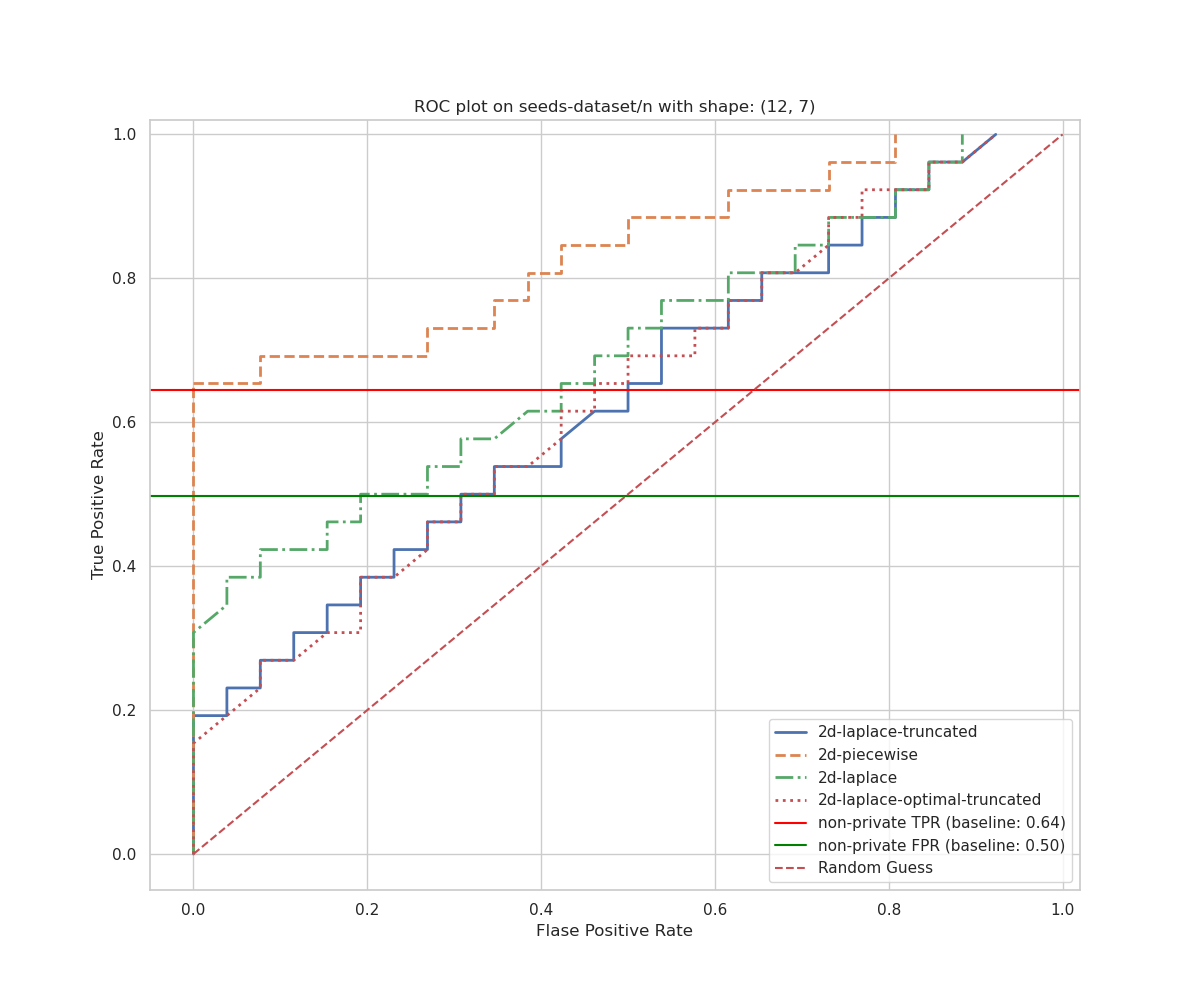 ROC plot on seeds-dataset/n with shape: (12, 7)
1.0
0.8
0.6
0.4
0.2
0.0
True Positive Rate
2d-laplace-truncated
2d-piecewise
2d-laplace
2d-laplace-optimal-truncated
non-private TPR (baseline: 0.64)
non-private FPR (baseline: 0.50)
Random Guess
0.0 0.2 0.4 0.6 0.8 1.0
Flase Positive Rate